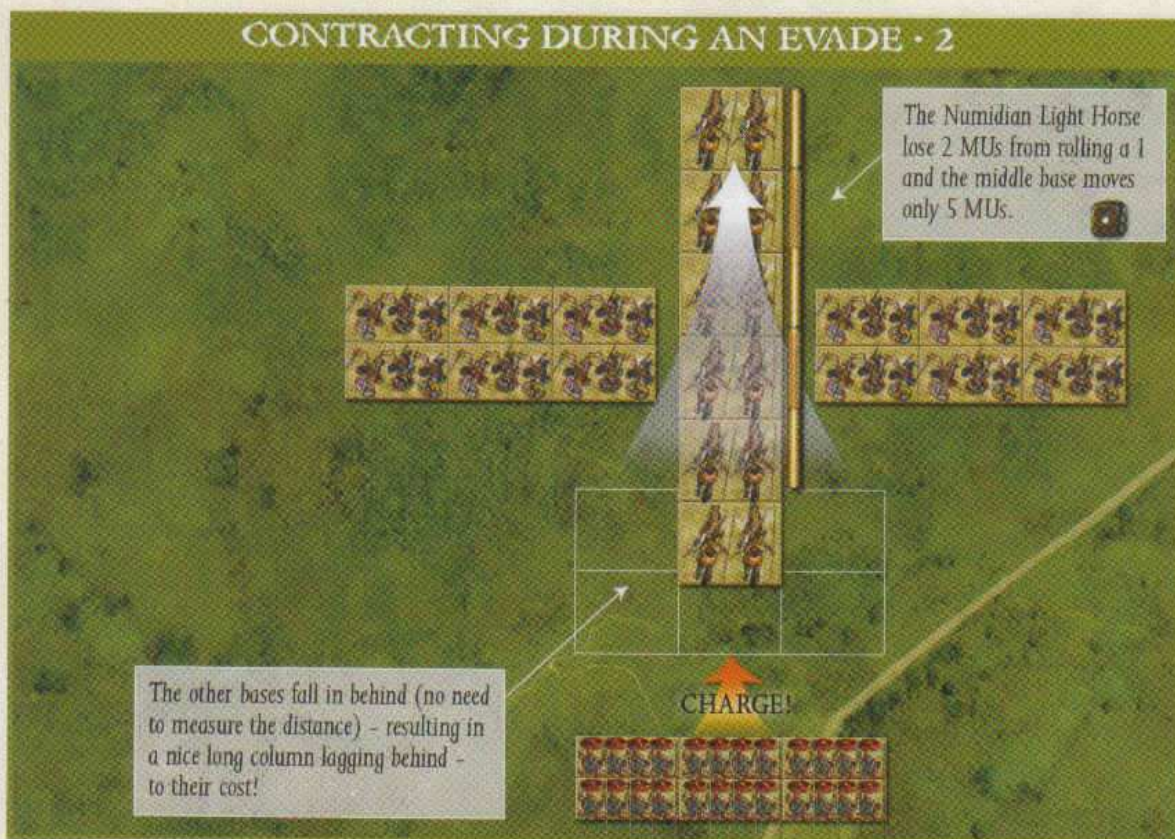 CONTRACTING DURING AN EVADE · 2
The Numidian Light Horse
lose 2 MUs from rolling a 1
and the middle base moves
only 5 MUs.
The other bases fall in behind (no need
to measure the distance) – resulting in
a nice long column lagging behind –
to their cost!
CHARGE!